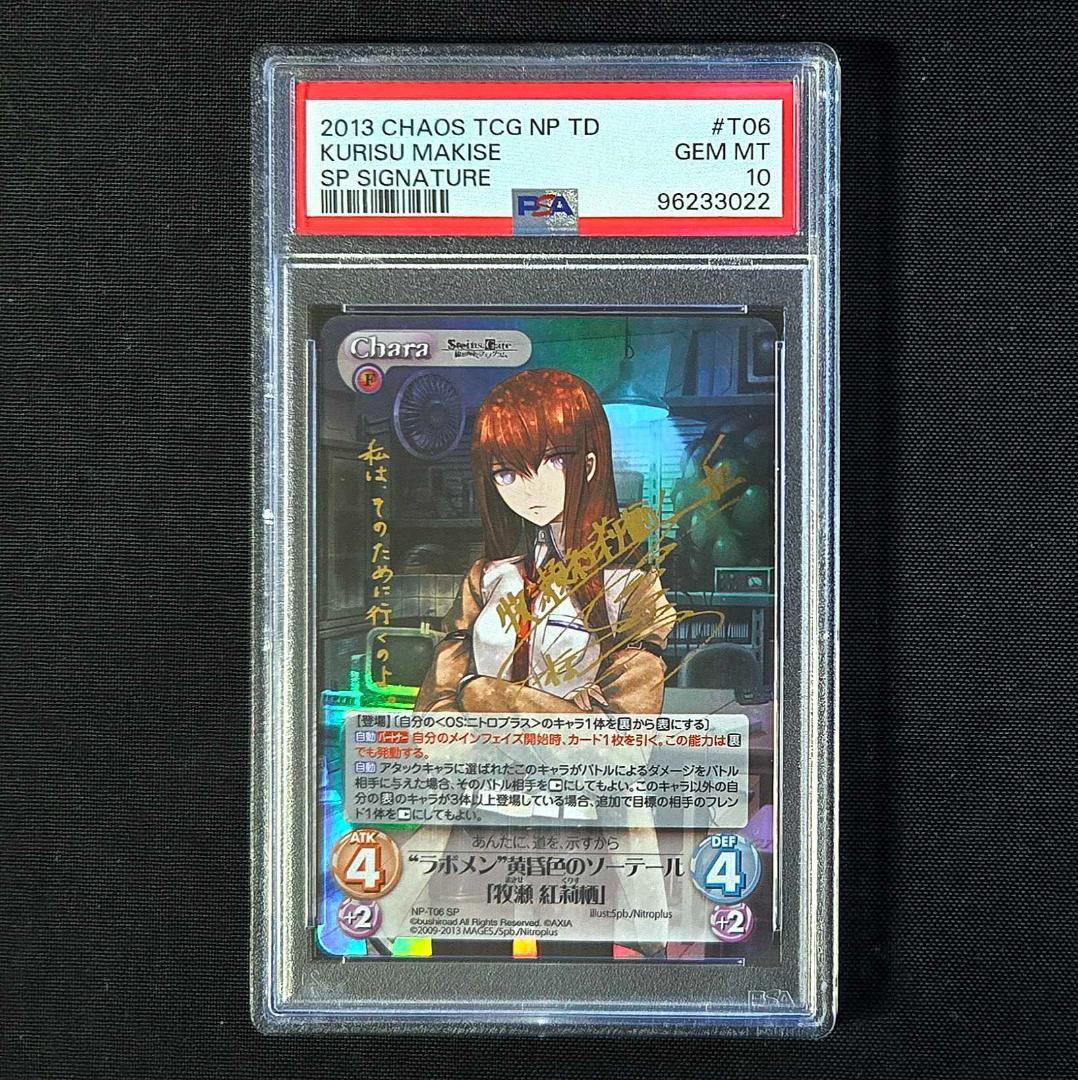 2013 CHAOS TCG NP TD #T06
KURISU MAKISE GEM MT
SP SIGNATURE 10
PSA 96233022
Chara
Steins;Gate
F
私は そのために行くのよ
牧瀬紅莉栖
【登場】〔自分の<OS:ニトロプラス>のキャラ1体を裏から表にする〕
自動 パートナー 自分のメインフェイズ開始時、カード1枚を引く。この能力は裏
でも発動する。
自動 アタックキャラに選ばれたこのキャラがバトルによるダメージをバトル
相手に与えた場合、そのバトル相手を にしてもよい。このキャラ以外の自
分の表のキャラが3体以上登場している場合、追加で目標の相手のフレン
ド1体を にしてもよい。
あんたに、道を、示すから
ATK
4
+2
DEF
4
+2
“ラボメン”黄昏色のソーテール
まきせ くりす
「牧瀬 紅莉栖」
NP-T06 SP illust:5pb./Nitroplus
©bushiroad All Rights Reserved. ©AXIA
©2009-2013 MAGES./5pb./Nitroplus
PSA